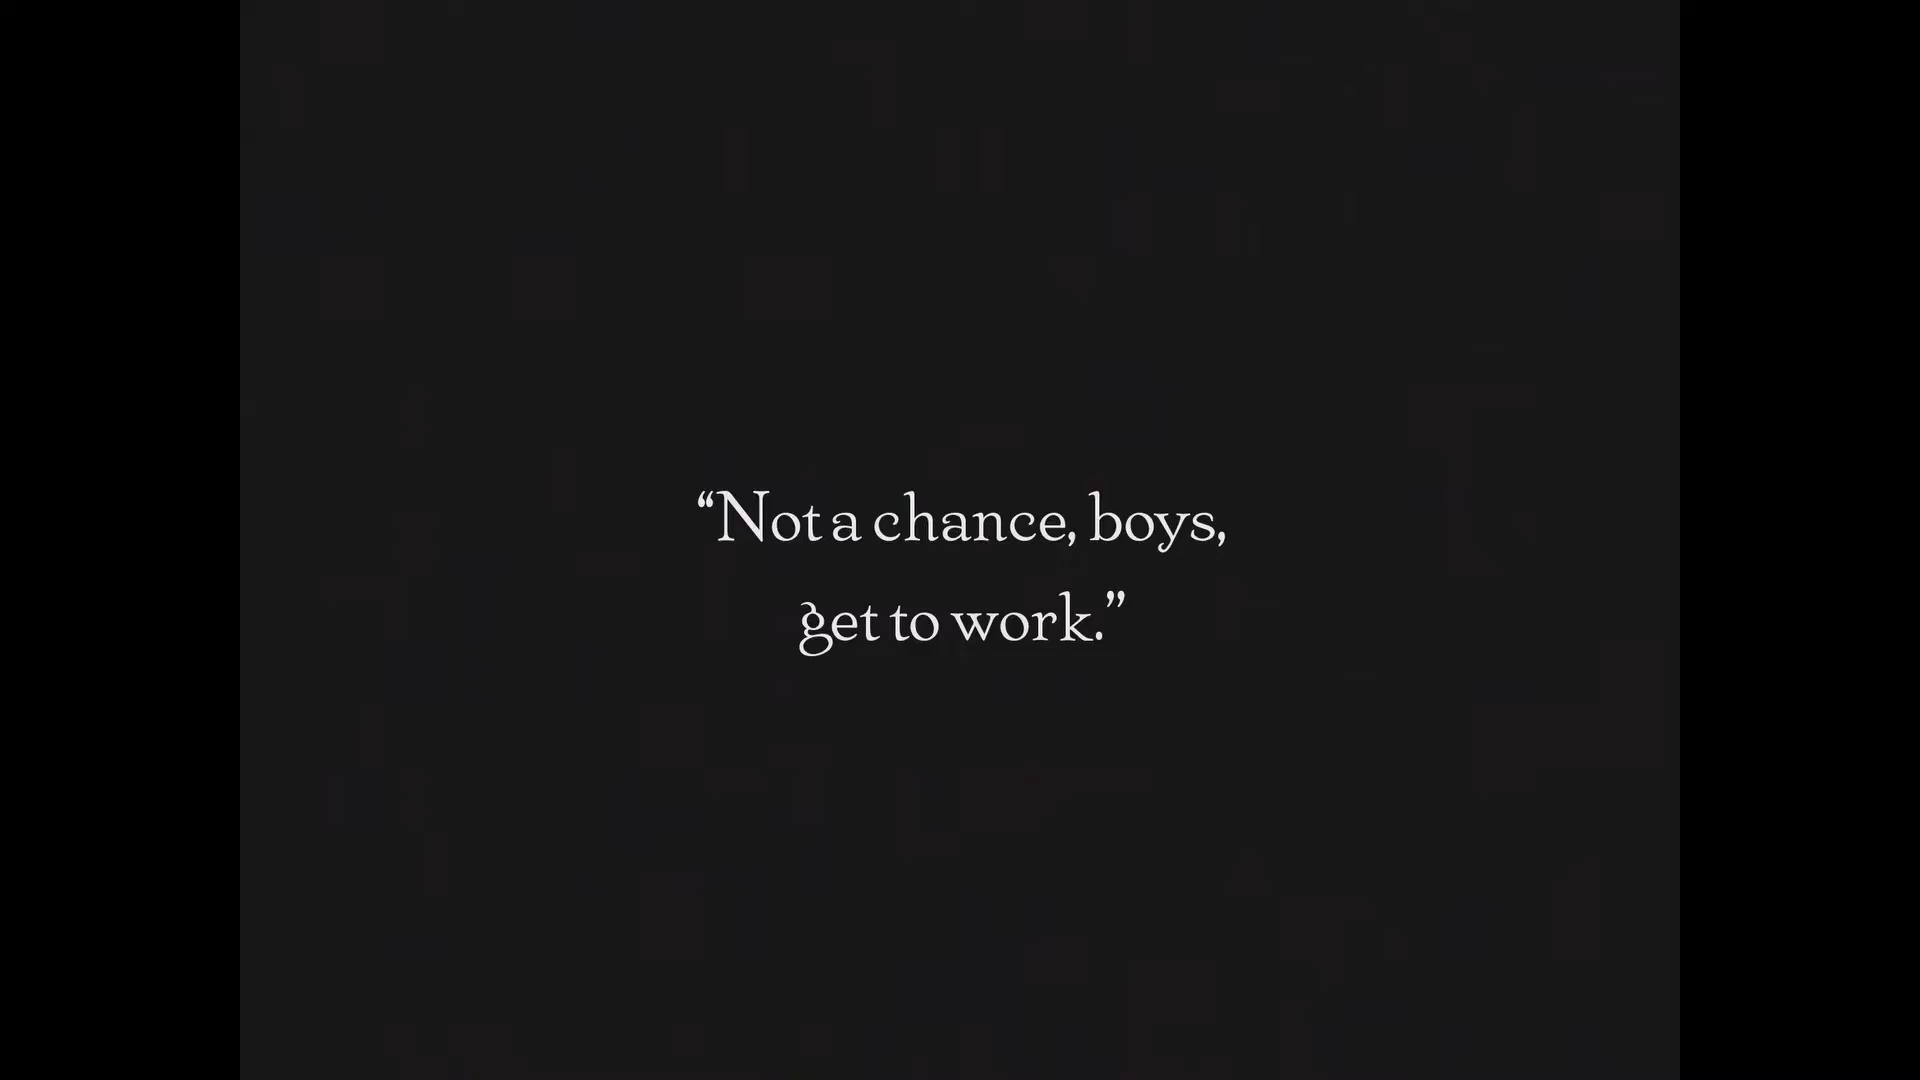 “Not a chance, boys,
get to work.”